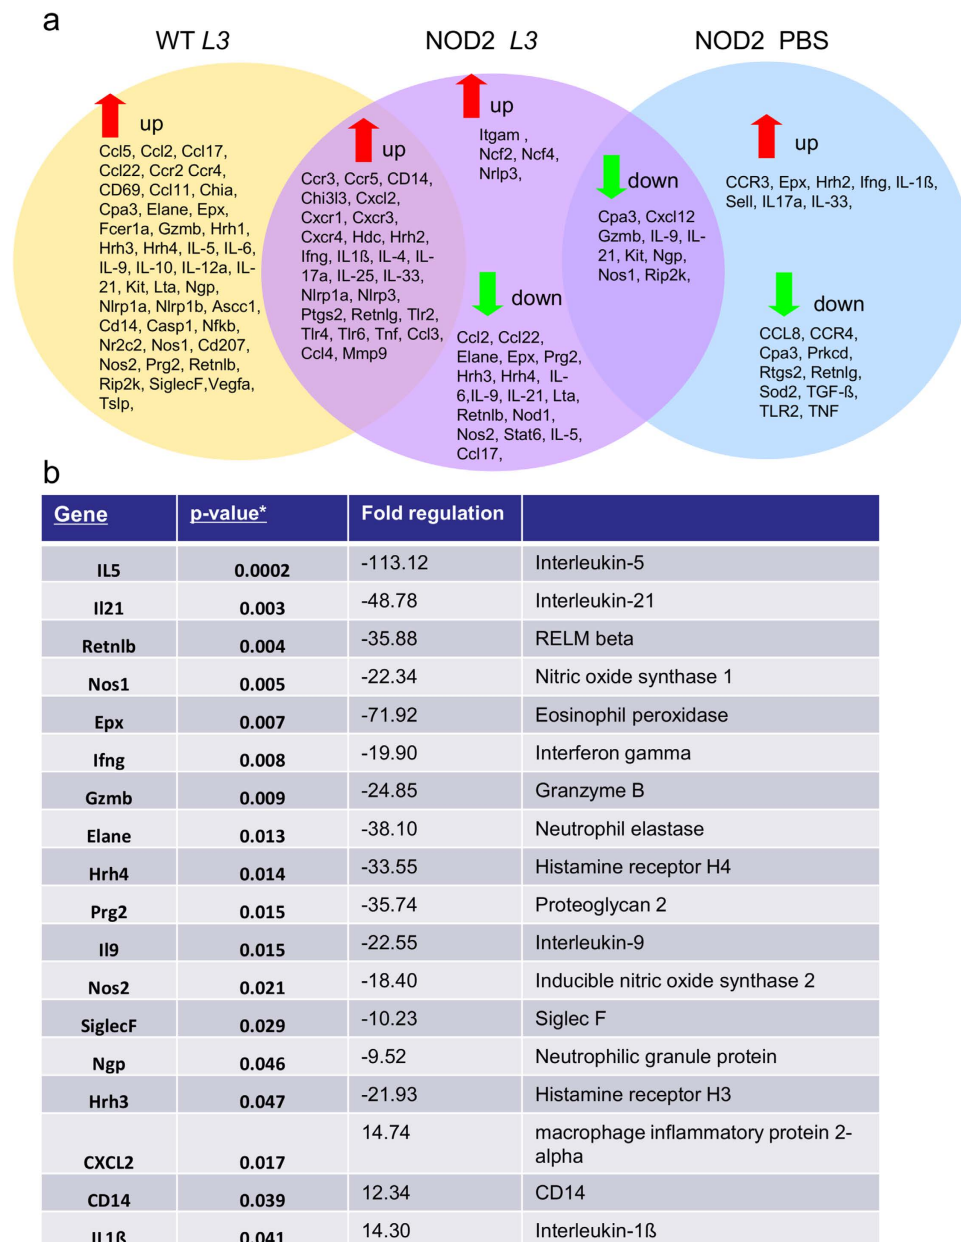 a
WT L3
NOD2 L3
NOD2 PBS
up
Ccl5, Ccl2, Ccl17,
Ccl22, Ccr2 Ccr4,
CD69, Ccl11, Chia,
Cpa3, Elane, Epx,
Fcer1a, Gzmb, Hrh1,
Hrh3, Hrh4, IL-5, IL-6,
IL-9, IL-10, IL-12a, IL-
21, Kit, Lta, Ngp,
Nlrp1a, Nlrp1b, Ascc1,
Cd14, Casp1, Nfkb,
Nr2c2, Nos1, Cd207,
Nos2, Prg2, Retnlb,
Rip2k, SiglecF,Vegfa,
Tslp,
up
Ccr3, Ccr5, CD14,
Chi3l3, Cxcl2,
Cxcr1, Cxcr3,
Cxcr4, Hdc, Hrh2,
Ifng, IL1ß, IL-4, IL-
17a, IL-25, IL-33,
Nlrp1a, Nlrp3,
Ptgs2, Retnlg, Tlr2,
Tlr4, Tlr6, Tnf, Ccl3,
Ccl4, Mmp9
up
Itgam ,
Ncf2, Ncf4,
Nrlp3,
down
Ccl2, Ccl22,
Elane, Epx, Prg2,
Hrh3, Hrh4, IL-
6,IL-9, IL-21, Lta,
Retnlb, Nod1,
Nos2, Stat6, IL-5,
Ccl17,
down
Cpa3, Cxcl12
Gzmb, IL-9, IL-
21, Kit, Ngp,
Nos1, Rip2k,
up
CCR3, Epx, Hrh2, Ifng, IL-1ß,
Sell, IL17a, IL-33,
down
CCL8, CCR4,
Cpa3, Prkcd,
Rtgs2, Retnlg,
Sod2, TGF-ß,
TLR2, TNF
b
Gene p-value* Fold regulation
IL5 0.0002 -113.12 Interleukin-5
Il21 0.003 -48.78 Interleukin-21
Retnlb 0.004 -35.88 RELM beta
Nos1 0.005 -22.34 Nitric oxide synthase 1
Epx 0.007 -71.92 Eosinophil peroxidase
Ifng 0.008 -19.90 Interferon gamma
Gzmb 0.009 -24.85 Granzyme B
Elane 0.013 -38.10 Neutrophil elastase
Hrh4 0.014 -33.55 Histamine receptor H4
Prg2 0.015 -35.74 Proteoglycan 2
Il9 0.015 -22.55 Interleukin-9
Nos2 0.021 -18.40 Inducible nitric oxide synthase 2
SiglecF 0.029 -10.23 Siglec F
Ngp 0.046 -9.52 Neutrophilic granule protein
Hrh3 0.047 -21.93 Histamine receptor H3
CXCL2 0.017 14.74 macrophage inflammatory protein 2-
alpha
CD14 0.039 12.34 CD14
IL1ß 0.041 14.30 Interleukin-1ß